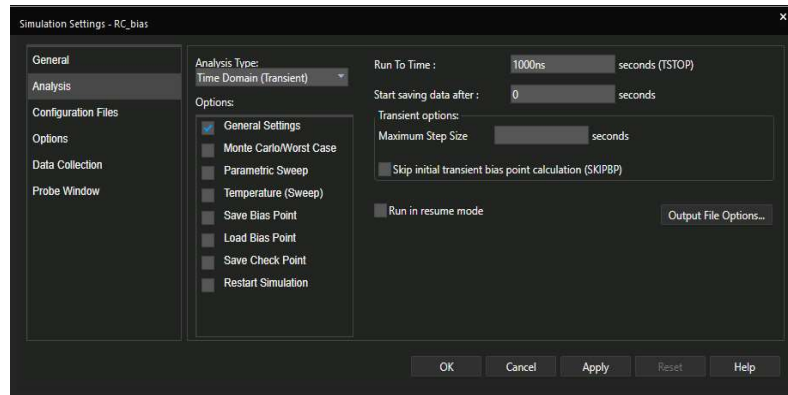 Simulation Settings - RC_bias
×
General
Analysis
Configuration Files
Options
Data Collection
Probe Window
Analysis Type:
Time Domain (Transient)
Options:
General Settings
Monte Carlo/Worst Case
Parametric Sweep
Temperature (Sweep)
Save Bias Point
Load Bias Point
Save Check Point
Restart Simulation
Run To Time : 1000ns seconds (TSTOP)
Start saving data after : 0 seconds
Transient options:
Maximum Step Size seconds
Skip initial transient bias point calculation (SKIPBP)
Run in resume mode
Output File Options...
OK Cancel Apply Reset Help